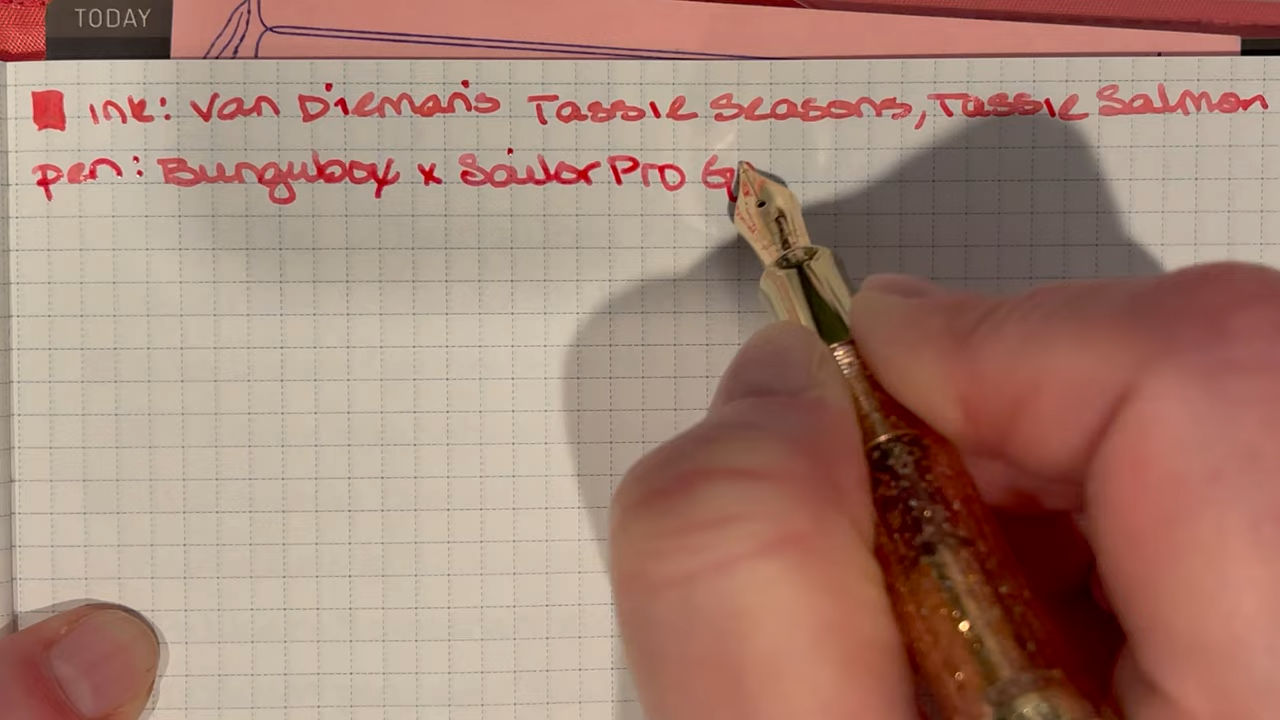 TODAY
ink: Van Dieman's Tassie Seasons, Tassie Salmon
pen: Bungubox x Sailor Pro G